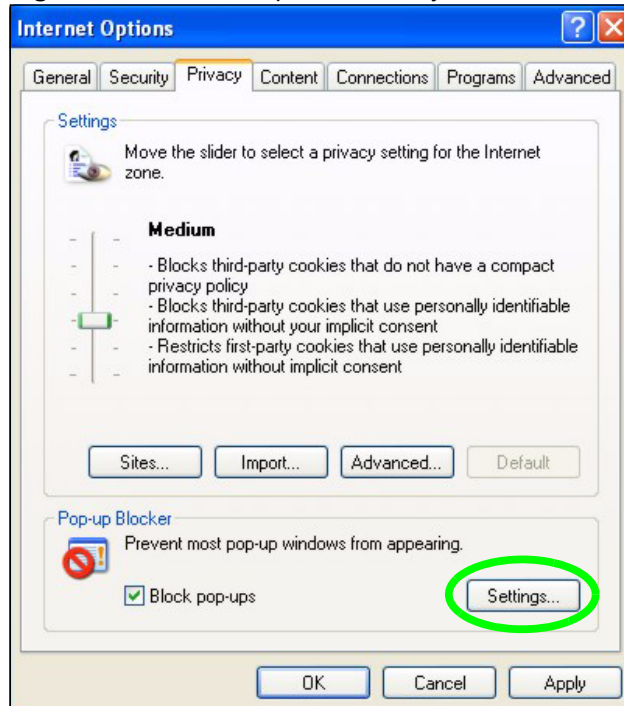 Internet Options
General Security Privacy Content Connections Programs Advanced
Settings
Move the slider to select a privacy setting for the Internet
zone.
Medium
- Blocks third-party cookies that do not have a compact
privacy policy
- Blocks third-party cookies that use personally identifiable
information without your implicit consent
- Restricts first-party cookies that use personally identifiable
information without implicit consent
Sites... Import... Advanced... Default
Pop-up Blocker
Prevent most pop-up windows from appearing.
Block pop-ups Settings...
OK Cancel Apply